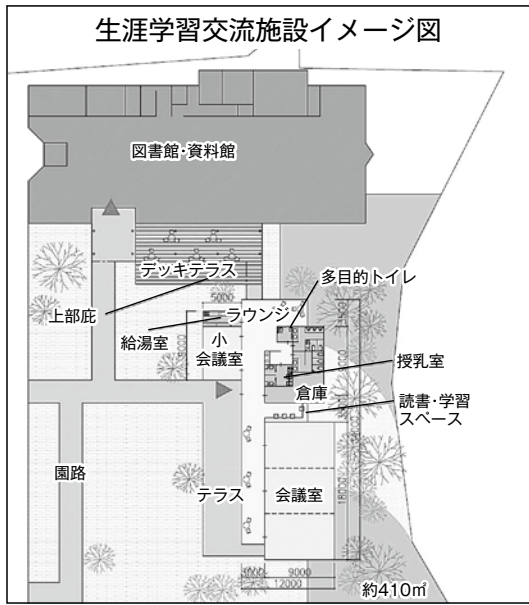 生涯学習交流施設イメージ図
図書館・資料館
デッキテラス
多目的トイレ
上部庇
5000
ラウンジ
給湯室
小
会議室
授乳室
倉庫
読書・学習
スペース
園路
テラス
会議室
18000
3000
9000
12000
約410㎡